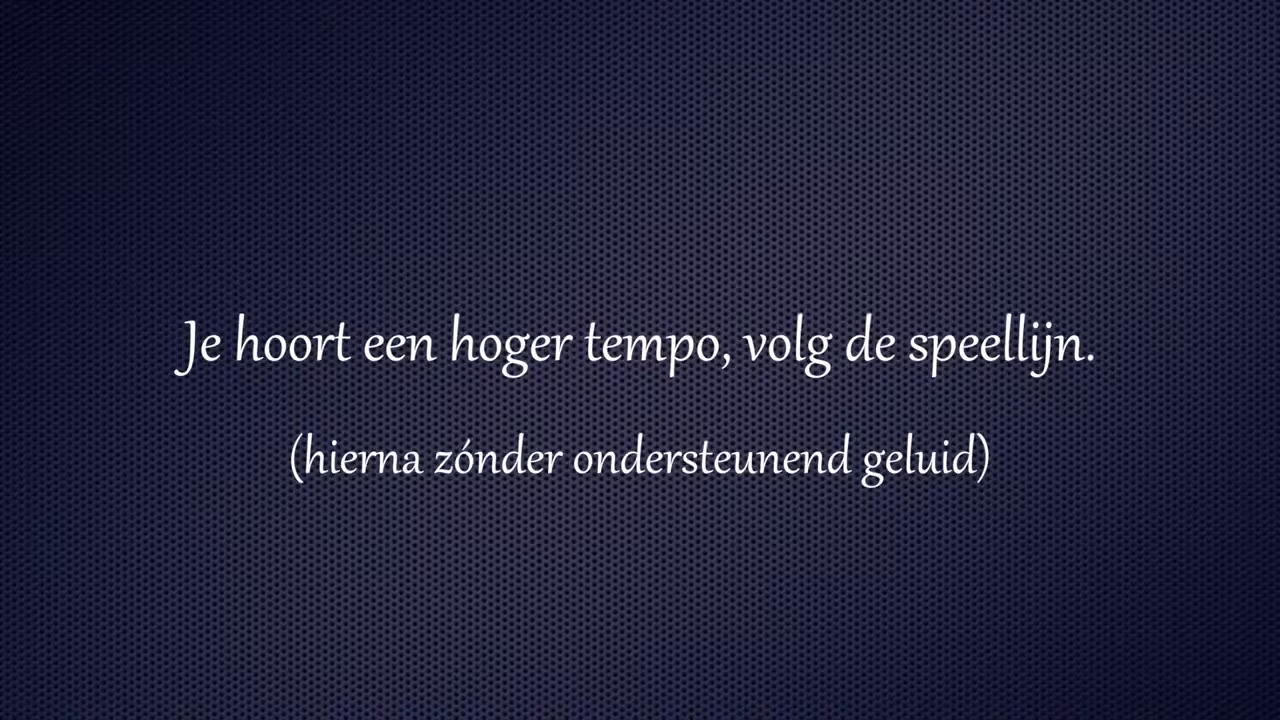 Je hoort een hoger tempo, volg de speellijn.
(hierna zónder ondersteunend geluid)